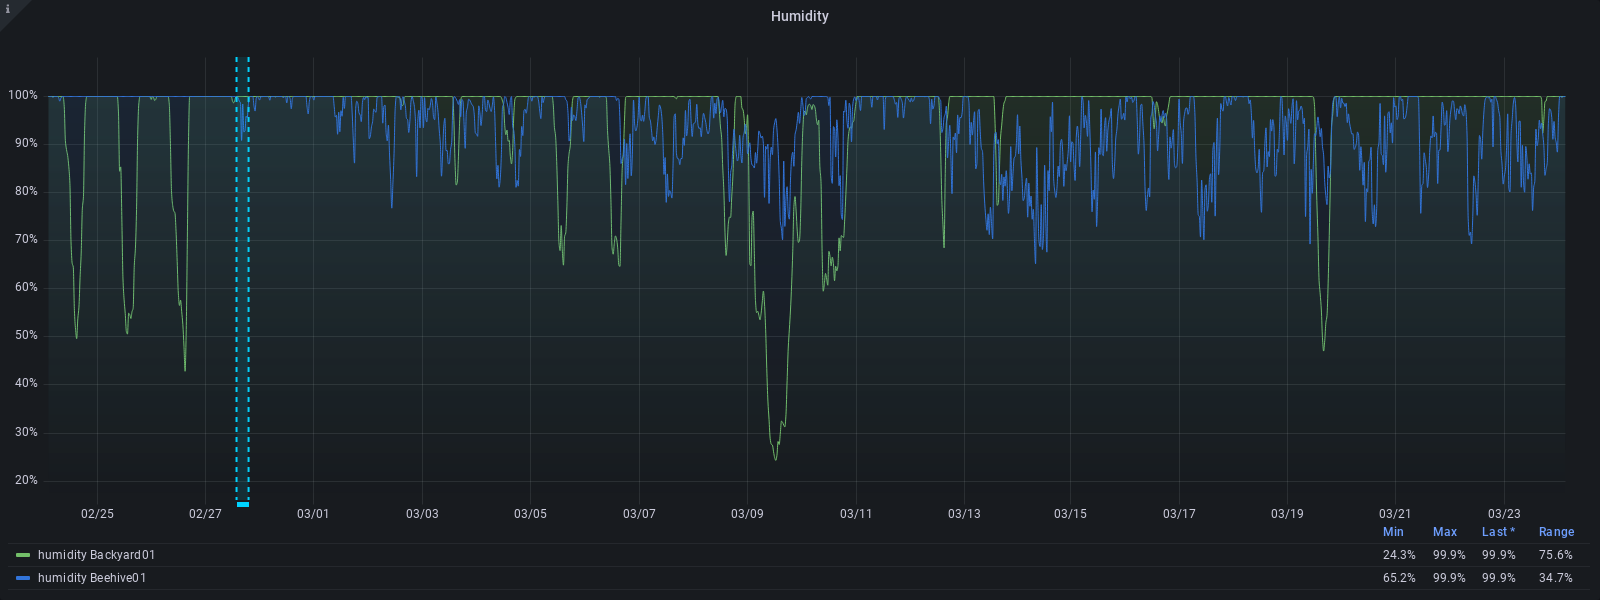 i
Humidity
100%
90%
80%
70%
60%
50%
40%
30%
20%
02/25 02/27 03/01 03/03 03/05 03/07 03/09 03/11 03/13 03/15 03/17 03/19 03/21 03/23
Min Max Last * Range
humidity Backyard01 24.3% 99.9% 99.9% 75.6%
humidity Beehive01 65.2% 99.9% 99.9% 34.7%